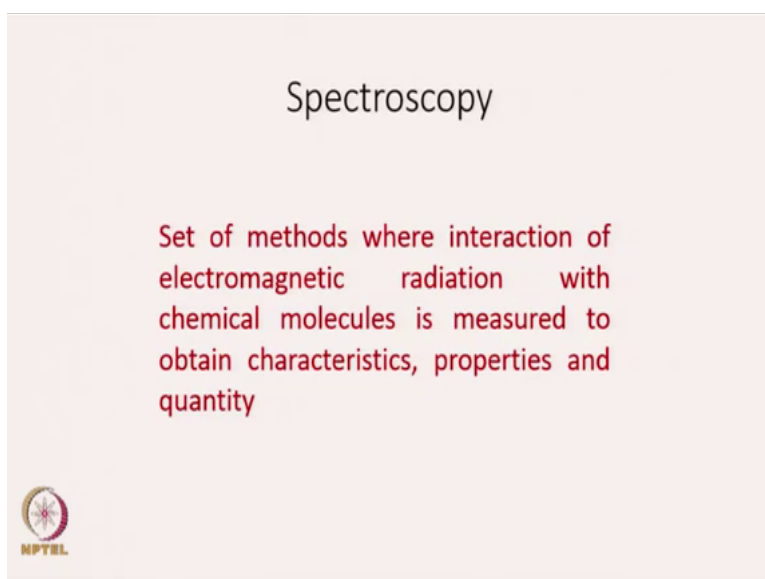 Spectroscopy
Set of methods where interaction of
electromagnetic radiation with
chemical molecules is measured to
obtain characteristics, properties and
quantity
NPTEL